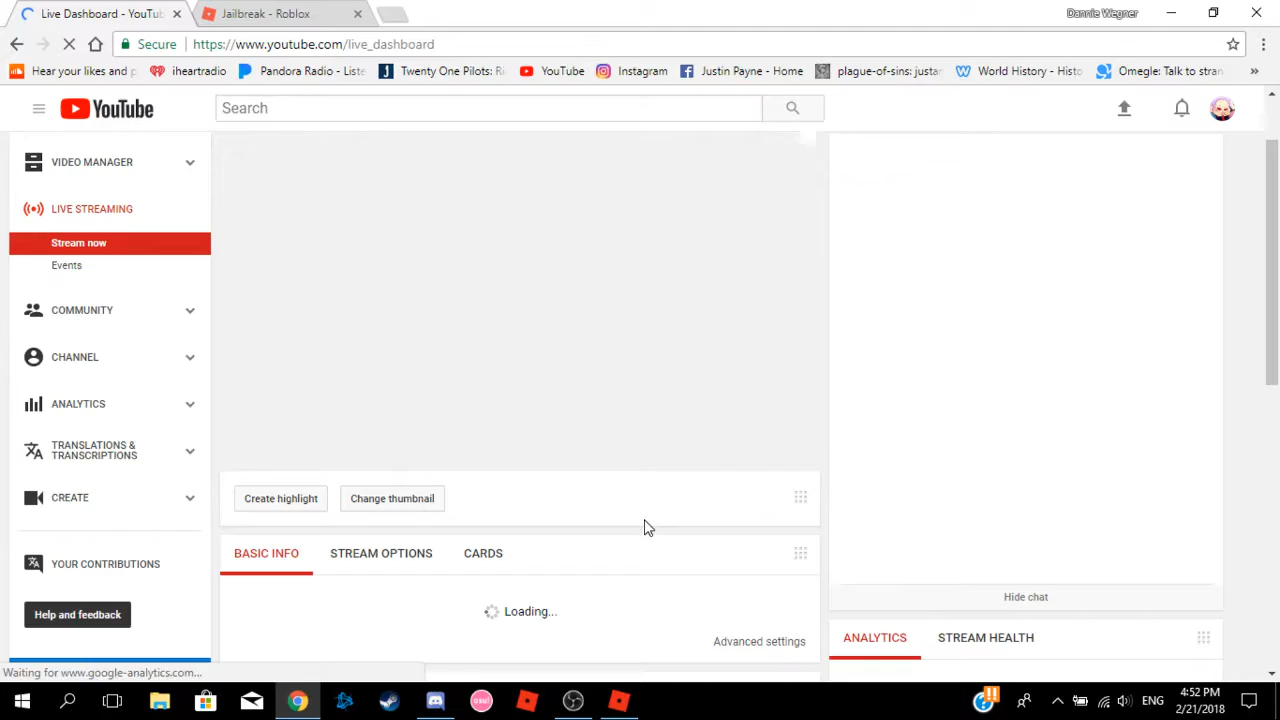 Live Dashboard - YouTub
Jailbreak - Roblox
Dannie Wegner
Secure
https://www.youtube.com/live_dashboard
Hear your likes and p
iheartradio
Pandora Radio - Liste
Twenty One Pilots: Ri
YouTube
Instagram
Justin Payne - Home
plague-of-sins: justar
World History - Histo
Omegle: Talk to stran
YouTube
Search
VIDEO MANAGER
LIVE STREAMING
Stream now
Events
COMMUNITY
CHANNEL
ANALYTICS
TRANSLATIONS &
TRANSCRIPTIONS
CREATE
YOUR CONTRIBUTIONS
Help and feedback
Create highlight
Change thumbnail
BASIC INFO
STREAM OPTIONS
CARDS
Loading...
Advanced settings
Hide chat
ANALYTICS
STREAM HEALTH
Waiting for www.google-analytics.com...
osu!
ENG
4:52 PM
2/21/2018